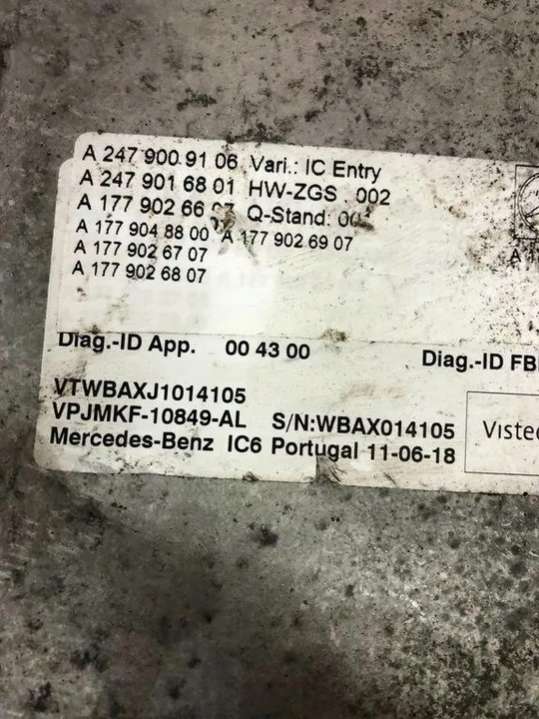 A 247 900 91 06 Vari.: IC Entry
A 247 901 68 01 HW-ZGS : 002
A 177 902 66 Q-Stand:
A 177 904 88 00 A 177 902 69 07
A 177 902 67 07
A 177 902 68 07
Diag.-ID App. 00 43 00 Diag.-ID
VTWBAXJ1014105
VPJMKF-10849-AL S/N:WBAX014105
Mercedes-Benz IC6 Portugal 11-06-18